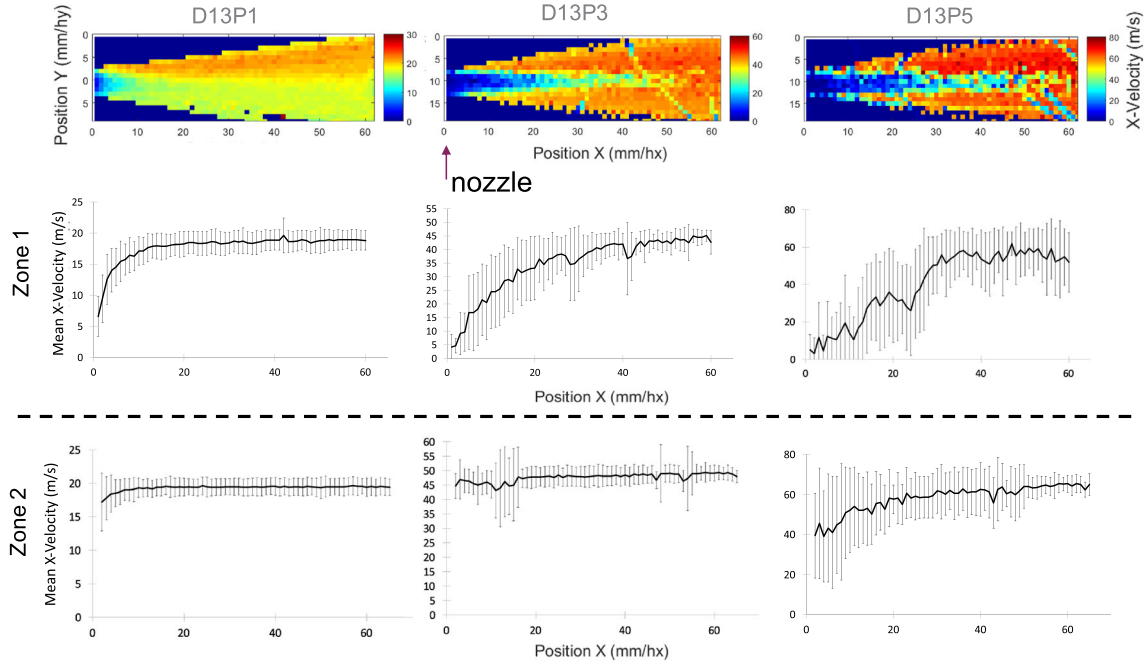 D13P1 D13P3 D13P5
Position Y (mm/hy)
0 5 10 15
0 10 20 30 40 50 60
30 20 10 0
0 5 10 15
0 10 20 30 40 50 60
60 40 20 0
0 5 10 15
0 10 20 30 40 50 60
80 60 40 20 0
X-Velocity (m/s)
Position X (mm/hx) Position X (mm/hx)
nozzle
Zone 1
Mean X-Velocity (m/s)
25 20 15 10 5 0
0 20 40 60
55 50 45 40 35 30 25 20 15 10 5 0
0 20 40 60
80 60 40 20 0
0 20 40 60
Position X (mm/hx)
Zone 2
Mean X-Velocity (m/s)
25 20 15 10 5 0
0 20 40 60
60 55 50 45 40 35 30 25 20 15 10 5 0
0 20 40 60
80 60 40 20 0
0 20 40 60
Position X (mm/hx)